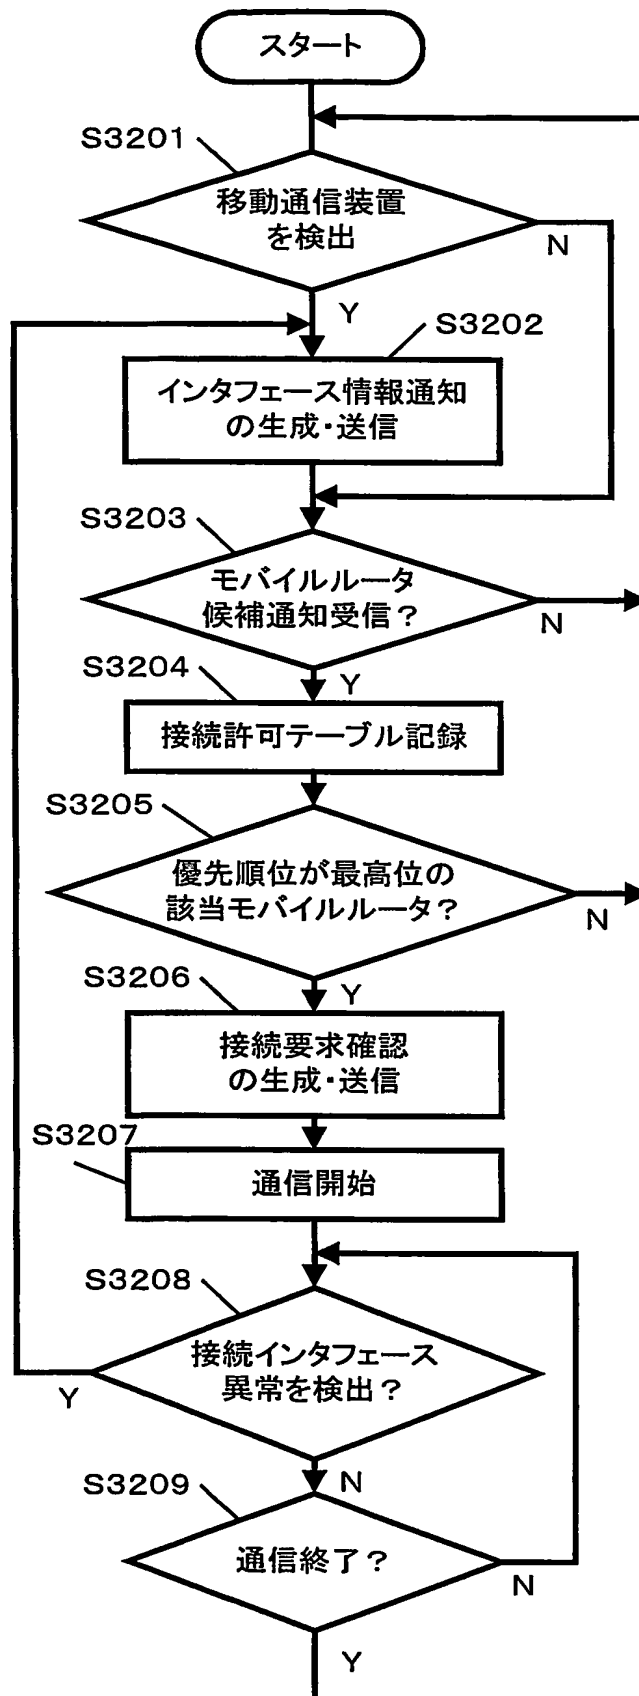 スタート
S3201
移動通信装置
を検出
N
Y
S3202
インタフェース情報通知
の生成・送信
S3203
モバイルルータ
候補通知受信？
N
S3204
Y
接続許可テーブル記録
S3205
優先順位が最高位の
該当モバイルルータ？
N
S3206
Y
接続要求確認
の生成・送信
S3207
通信開始
S3208
接続インタフェース
異常を検出？
Y
N
S3209
通信終了？
N
Y